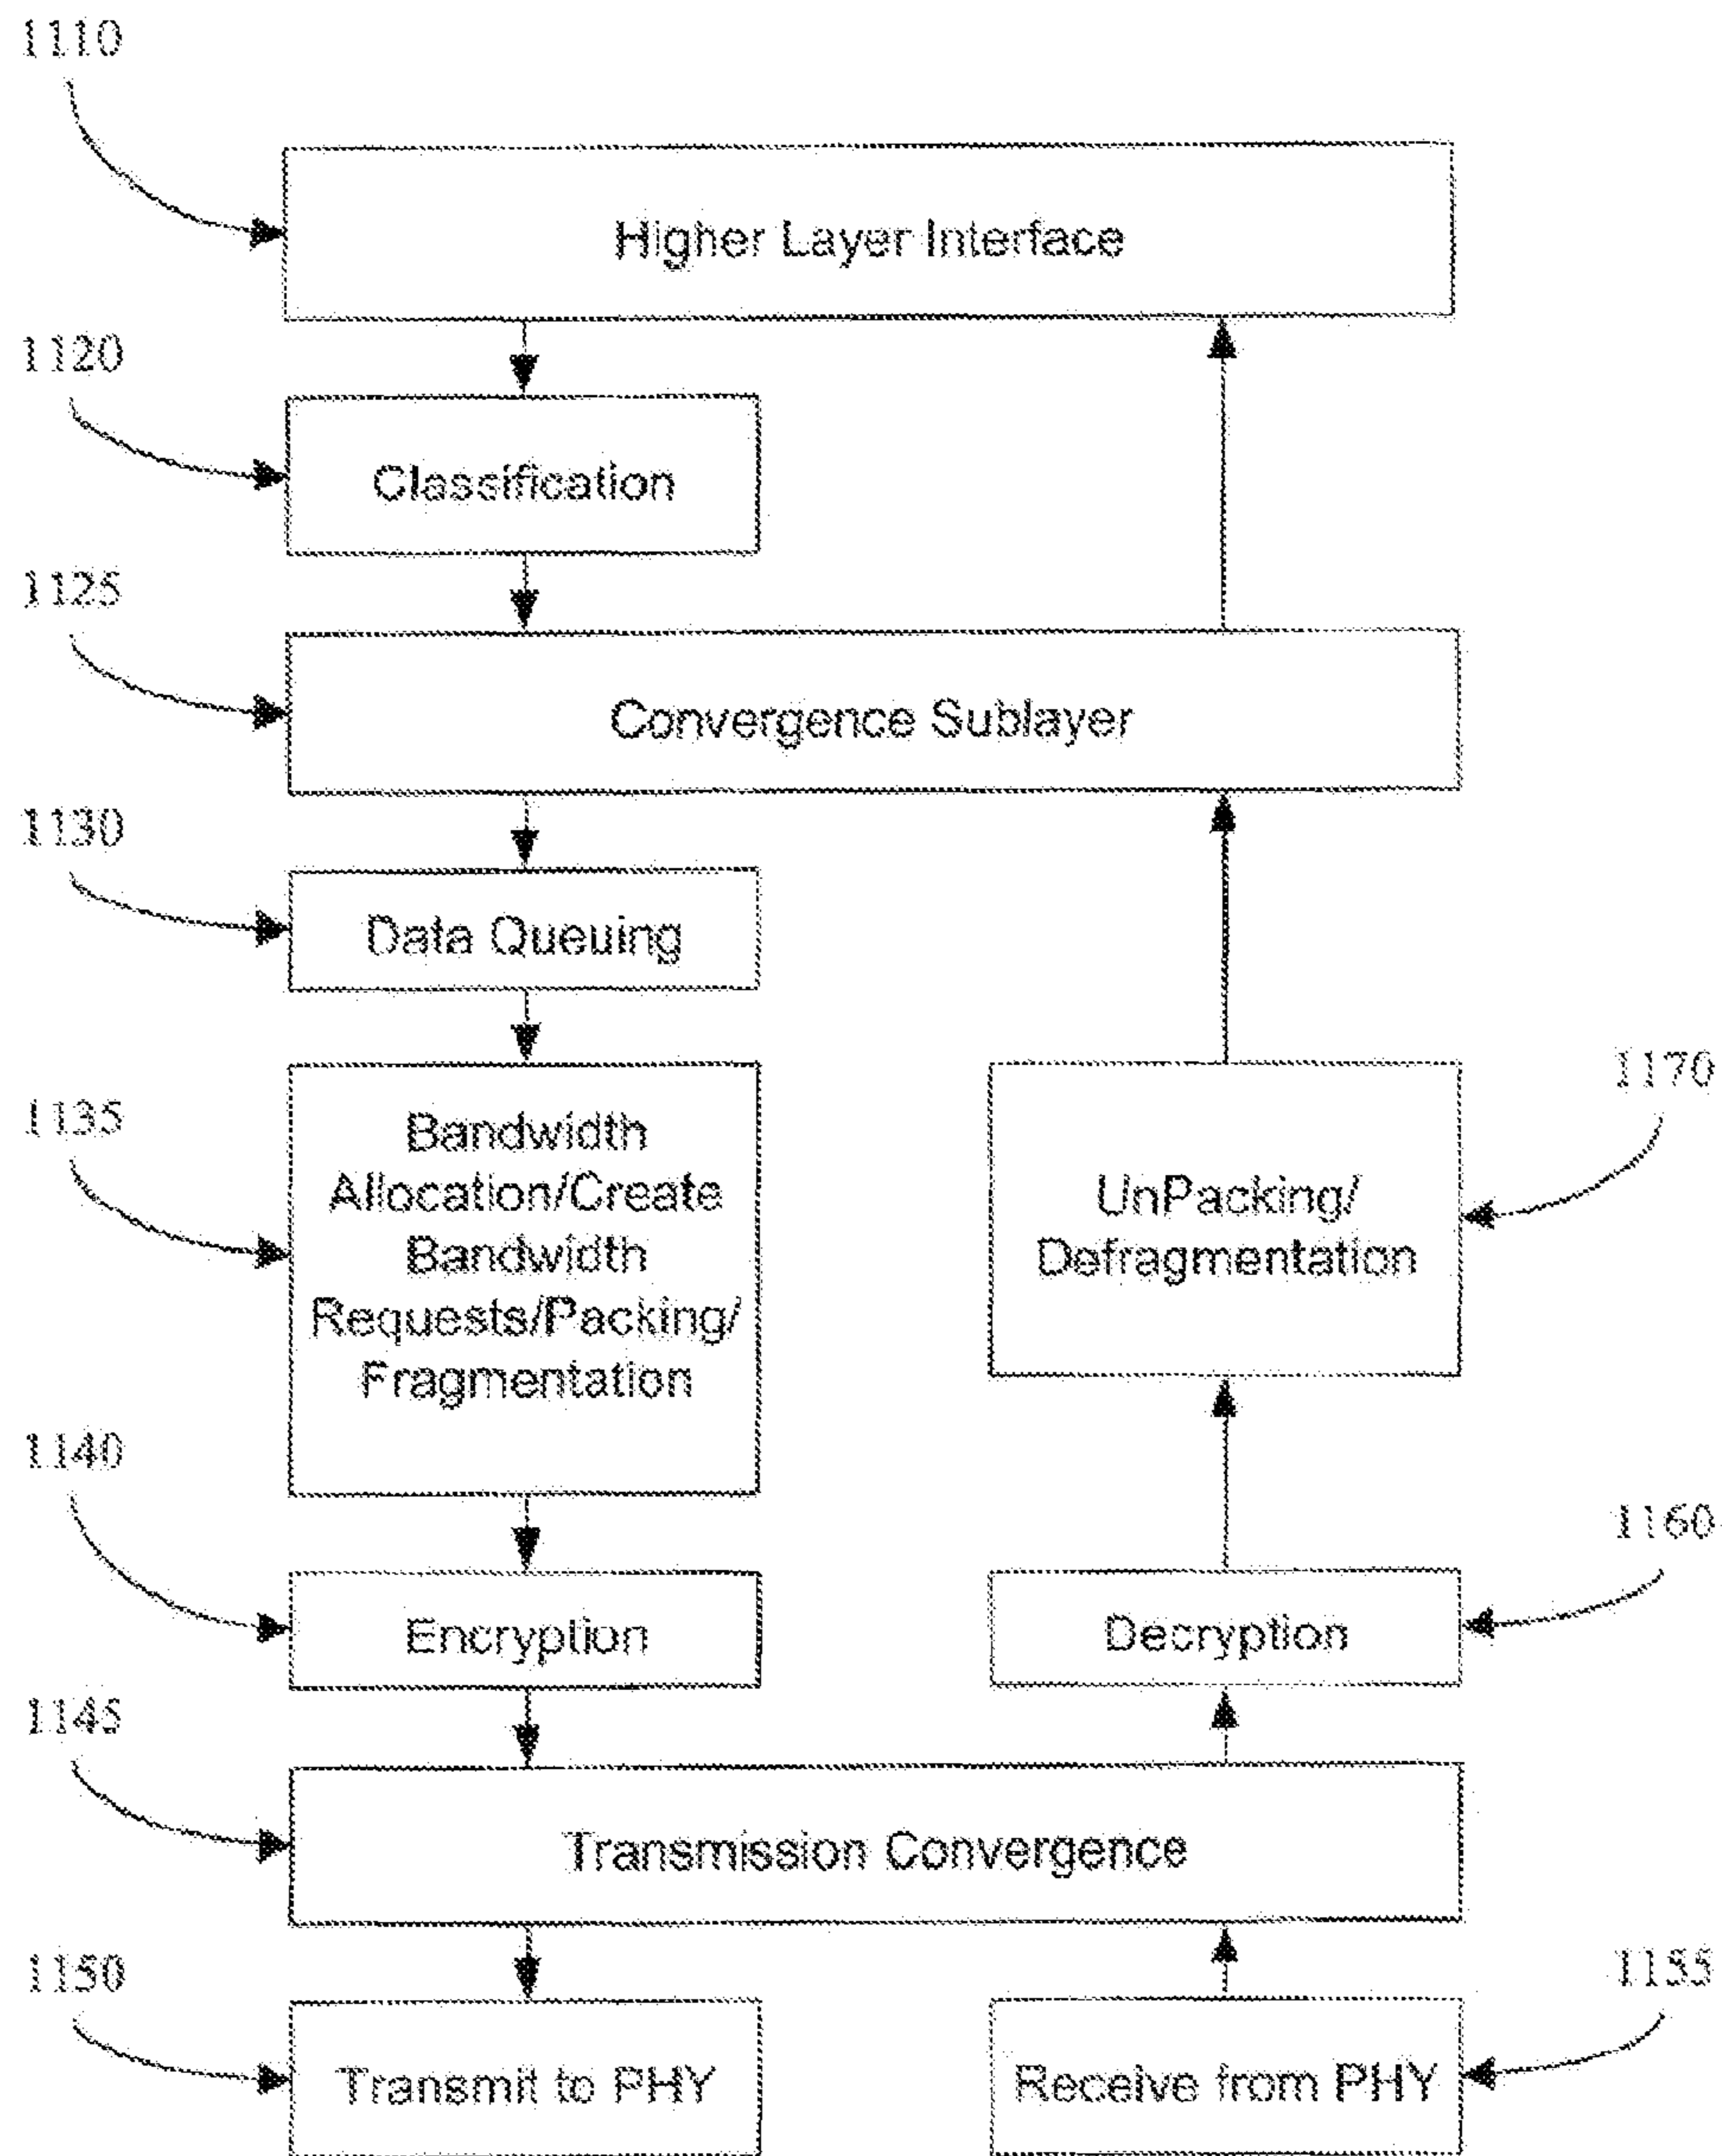 1110
Higher Layer Interface
1120
Classification
1125
Convergence Sublayer
1130
Data Queuing
1135
Bandwidth
Allocation/Create
Bandwidth
Requests/Packing/
Fragmentation
1170
UnPacking/
Defragmentation
1140
Encryption
1160
Decryption
1145
Transmission Convergence
1150
Transmit to PHY
1155
Receive from PHY